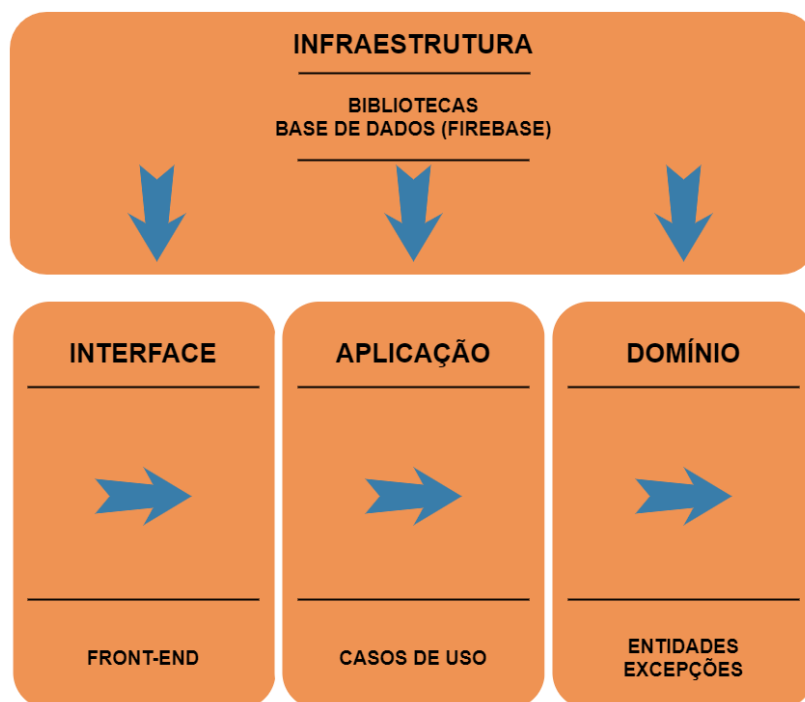 INFRAESTRUTURA
BIBLIOTECAS
BASE DE DADOS (FIREBASE)
INTERFACE
APLICAÇÃO
DOMÍNIO
FRONT-END
CASOS DE USO
ENTIDADES
EXCEPÇÕES